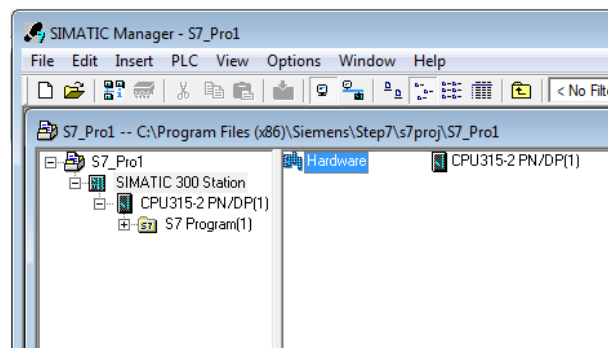 SIMATIC Manager - S7_Pro1
File Edit Insert PLC View Options Window Help
< No Filte
S7_Pro1 -- C:\Program Files (x86)\Siemens\Step7\s7proj\S7_Pro1
S7_Pro1
SIMATIC 300 Station
CPU315-2 PN/DP(1)
S7 Program(1)
Hardware CPU315-2 PN/DP(1)